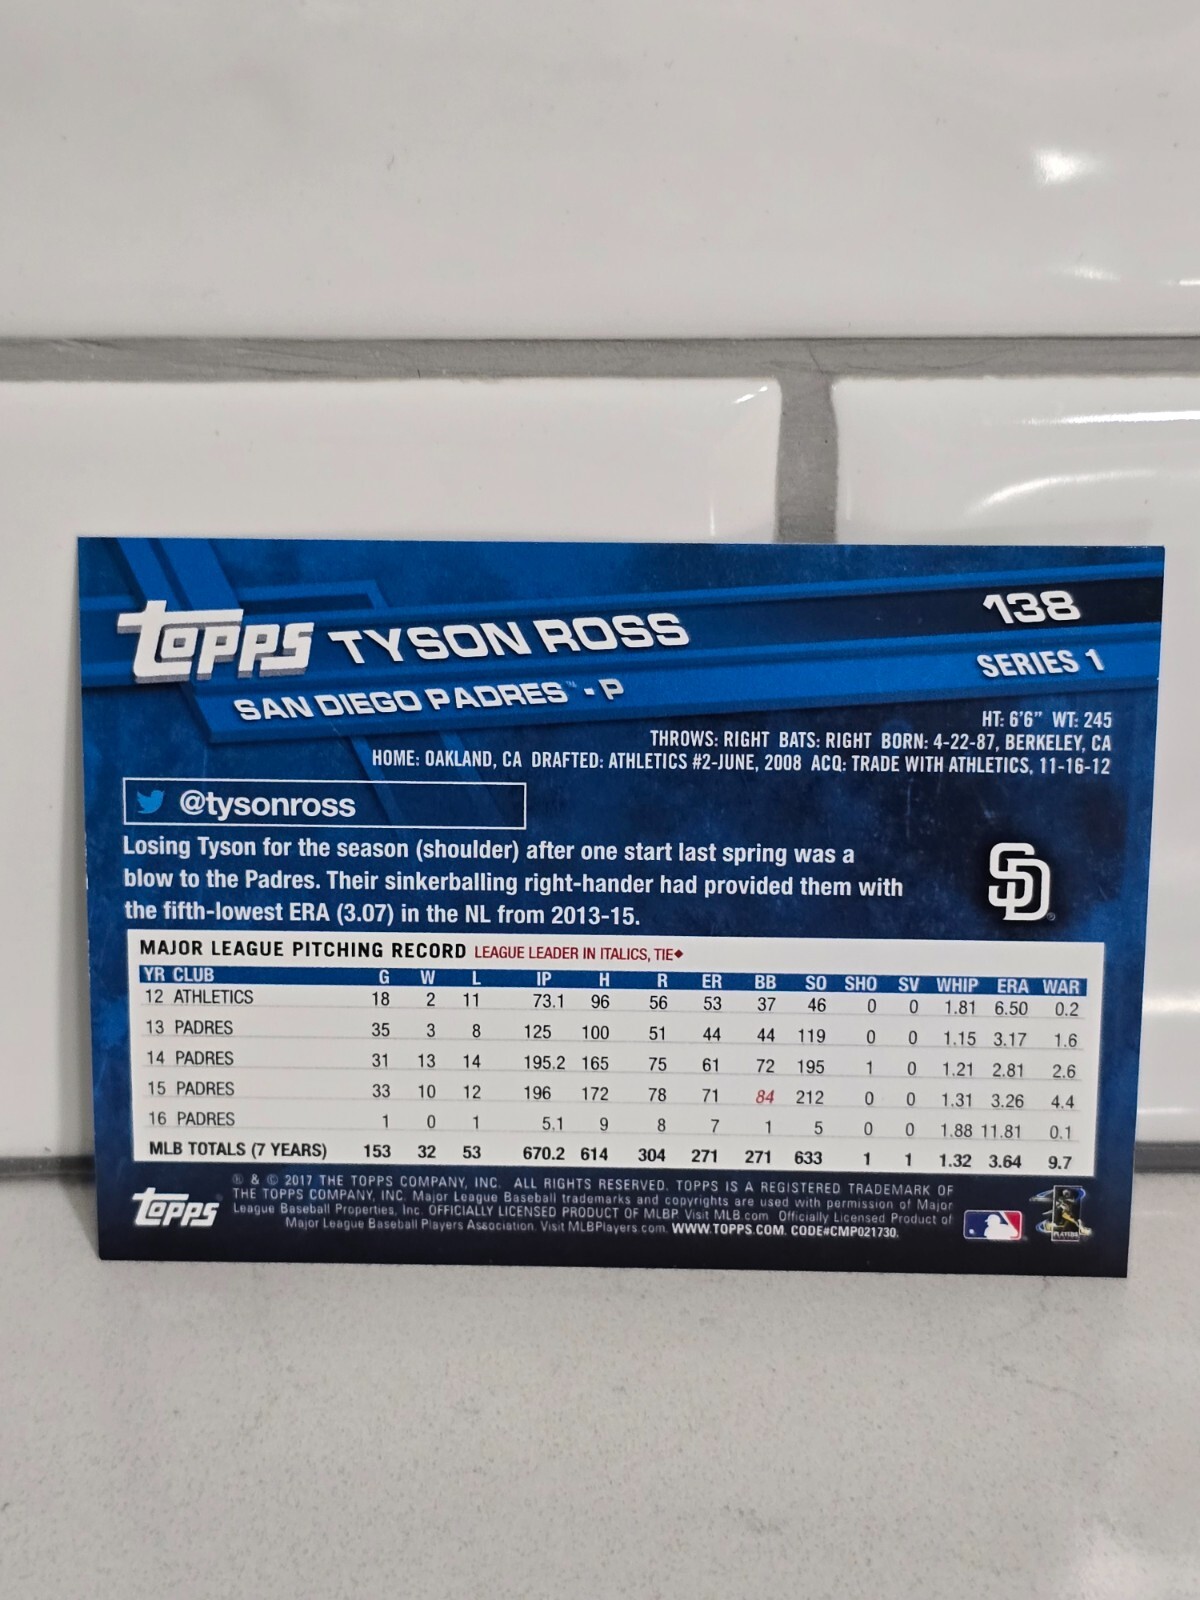 topps TYSON ROSS 138
SAN DIEGO PADRES™ - P SERIES 1
HT: 6'6" WT: 245
THROWS: RIGHT BATS: RIGHT BORN: 4-22-87, BERKELEY, CA
HOME: OAKLAND, CA DRAFTED: ATHLETICS #2-JUNE, 2008 ACQ: TRADE WITH ATHLETICS, 11-16-12
@tysonross
Losing Tyson for the season (shoulder) after one start last spring was a
blow to the Padres. Their sinkerballing right-hander had provided them with
the fifth-lowest ERA (3.07) in the NL from 2013-15.
SD
MAJOR LEAGUE PITCHING RECORD LEAGUE LEADER IN ITALICS, TIE◆
YR CLUB G W L IP H R ER BB SO SHO SV WHIP ERA WAR
12 ATHLETICS 18 2 11 73.1 96 56 53 37 46 0 0 1.81 6.50 0.2
13 PADRES 35 3 8 125 100 51 44 44 119 0 0 1.15 3.17 1.6
14 PADRES 31 13 14 195.2 165 75 61 72 195 1 0 1.21 2.81 2.6
15 PADRES 33 10 12 196 172 78 71 84 212 0 0 1.31 3.26 4.4
16 PADRES 1 0 1 5.1 9 8 7 1 5 0 0 1.88 11.81 0.1
MLB TOTALS (7 YEARS) 153 32 53 670.2 614 304 271 271 633 1 1 1.32 3.64 9.7
® & © 2017 THE TOPPS COMPANY, INC. ALL RIGHTS RESERVED. TOPPS IS A REGISTERED TRADEMARK OF
THE TOPPS COMPANY, INC. Major League Baseball trademarks and copyrights are used with permission of Major
League Baseball Properties, Inc. OFFICIALLY LICENSED PRODUCT OF MLBP. Visit MLB.com Officially Licensed Product of
Major League Baseball Players Association. Visit MLBPlayers.com. WWW.TOPPS.COM. CODE#CMP021730.
topps
PLAYERS